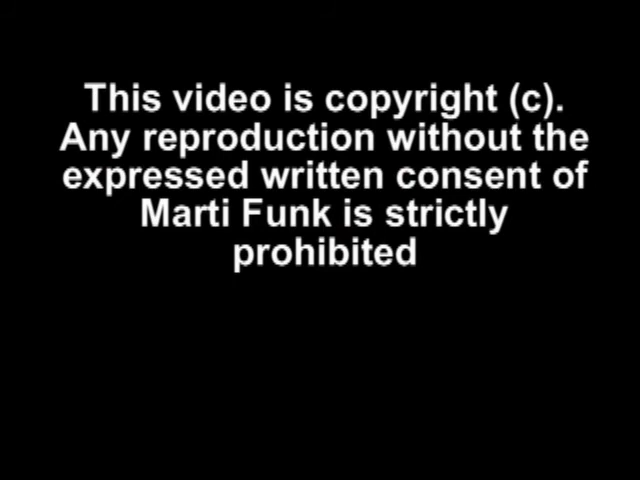 This video is copyright (c).
Any reproduction without the
expressed written consent of
Marti Funk is strictly
prohibited